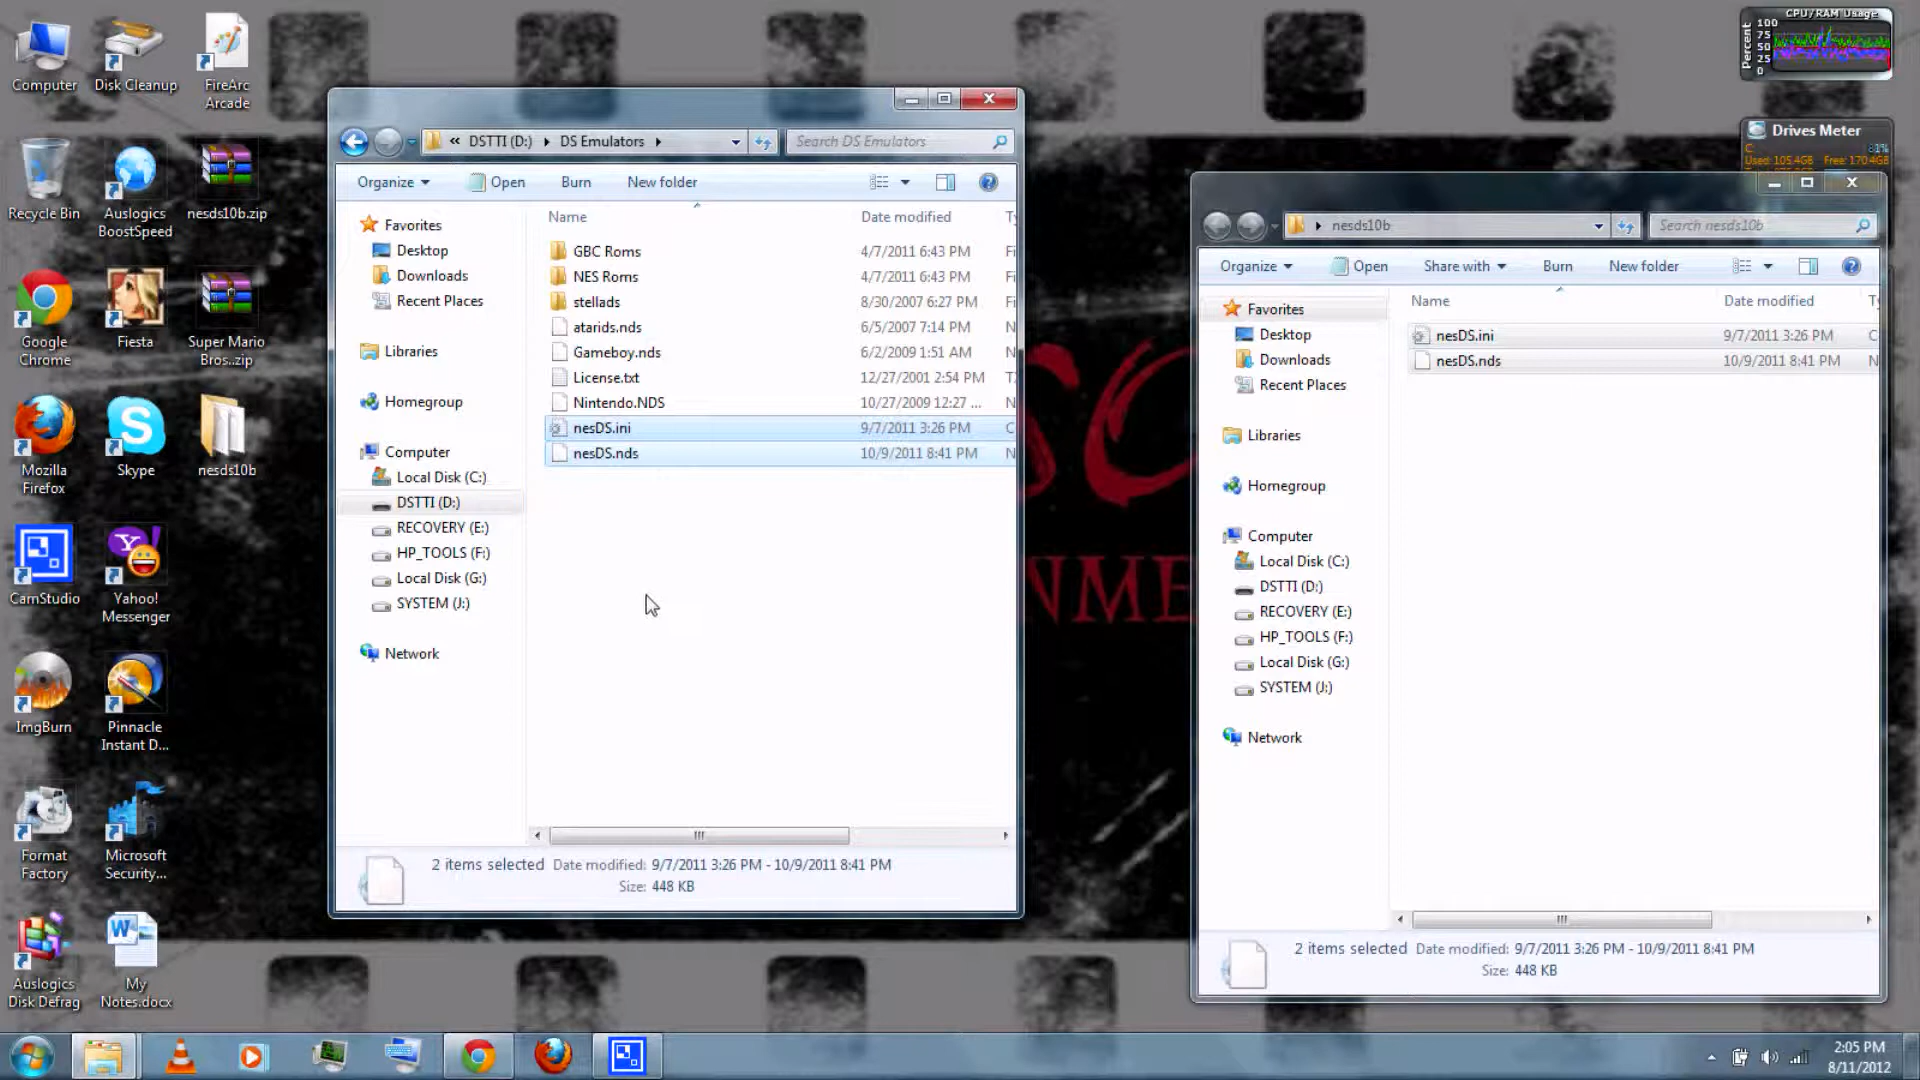 Computer
Disk Cleanup
FireArc
Arcade
Recycle Bin
Auslogics
BoostSpeed
nesds10b.zip
Google
Chrome
Fiesta
Super Mario
Bros..zip
Mozilla
Firefox
Skype
nesds10b
CamStudio
Yahoo!
Messenger
ImgBurn
Pinnacle
Instant D...
Format
Factory
Microsoft
Security...
Auslogics
Disk Defrag
My
Notes.docx
« DSTTI (D:) DS Emulators
Search DS Emulators
Organize Open Burn New folder
Favorites
Desktop
Downloads
Recent Places
Libraries
Homegroup
Computer
Local Disk (C:)
DSTTI (D:)
RECOVERY (E:)
HP_TOOLS (F:)
Local Disk (G:)
SYSTEM (J:)
Network
Name Date modified
GBC Roms 4/7/2011 6:43 PM
NES Roms 4/7/2011 6:43 PM
stellads 8/30/2007 6:27 PM
atarids.nds 6/5/2007 7:14 PM
Gameboy.nds 6/2/2009 1:51 AM
License.txt 12/27/2001 2:54 PM
Nintendo.NDS 10/27/2009 12:27 ...
nesDS.ini 9/7/2011 3:26 PM
nesDS.nds 10/9/2011 8:41 PM
2 items selected Date modified: 9/7/2011 3:26 PM - 10/9/2011 8:41 PM
Size: 448 KB
CPU/RAM Usage
Percent
100
75
50
25
0
Drives Meter
C 81%
Used: 105.4GB Free: 170.4GB
nesds10b
Search nesds10b
Organize Open Share with Burn New folder
Favorites
Desktop
Downloads
Recent Places
Libraries
Homegroup
Computer
Local Disk (C:)
DSTTI (D:)
RECOVERY (E:)
HP_TOOLS (F:)
Local Disk (G:)
SYSTEM (J:)
Network
Name Date modified
nesDS.ini 9/7/2011 3:26 PM
nesDS.nds 10/9/2011 8:41 PM
2 items selected Date modified: 9/7/2011 3:26 PM - 10/9/2011 8:41 PM
Size: 448 KB
2:05 PM
8/11/2012